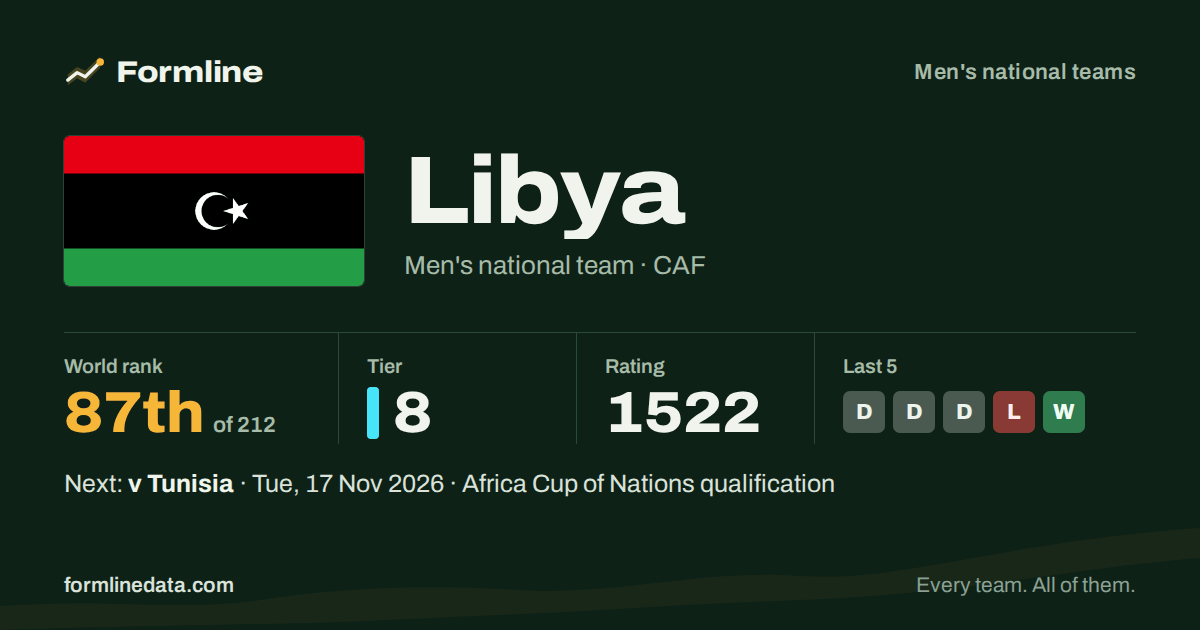 Formline
Men's national teams
Libya
Men's national team · CAF
World rank
87th of 212
Tier
8
Rating
1522
Last 5
D D D L W
Next: v Tunisia · Tue, 17 Nov 2026 · Africa Cup of Nations qualification
formlinedata.com
Every team. All of them.